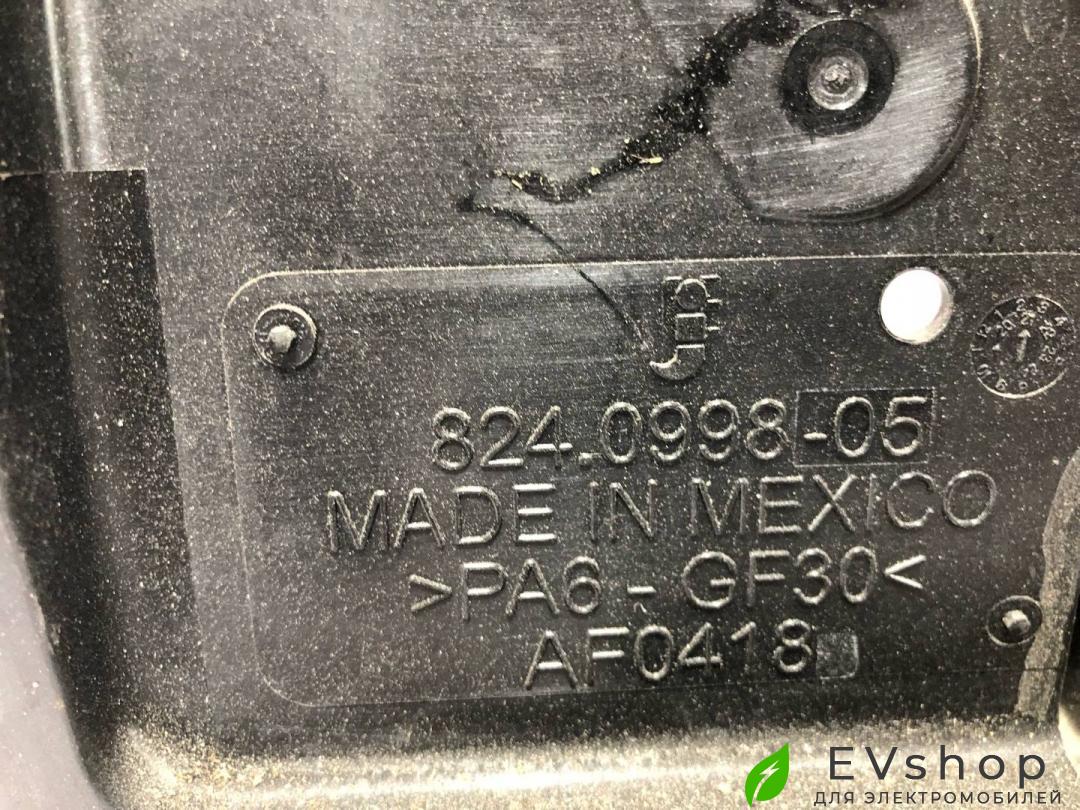 824.0998-05
MADE IN MEXICO
>PA6 - GF30<
AF0418
EVshop
ДЛЯ ЭЛЕКТРОМОБИЛЕЙ